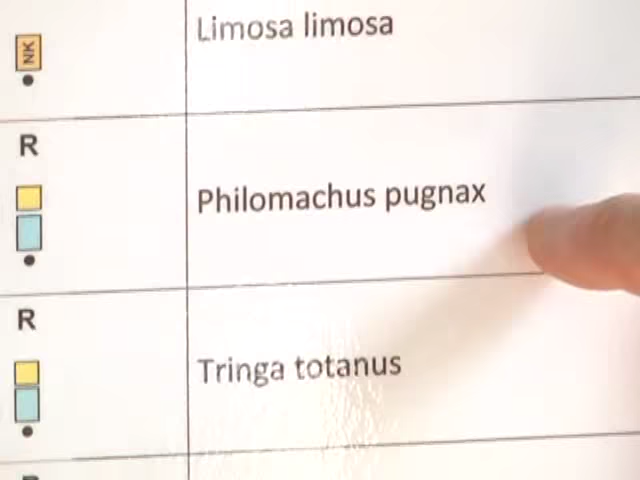 Limosa limosa
NK
R
Philomachus pugnax
R
Tringa totanus